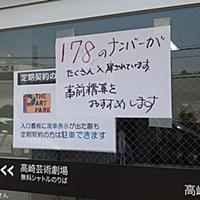 178のナンバーが
たくさん入庫されています
事前精算を
おすすめします
定期契約の
THE
PARK
入口看板に満車表示が出た際も
定期契約の方は駐車できます
高崎芸術劇場
無料シャトルのりば
高崎